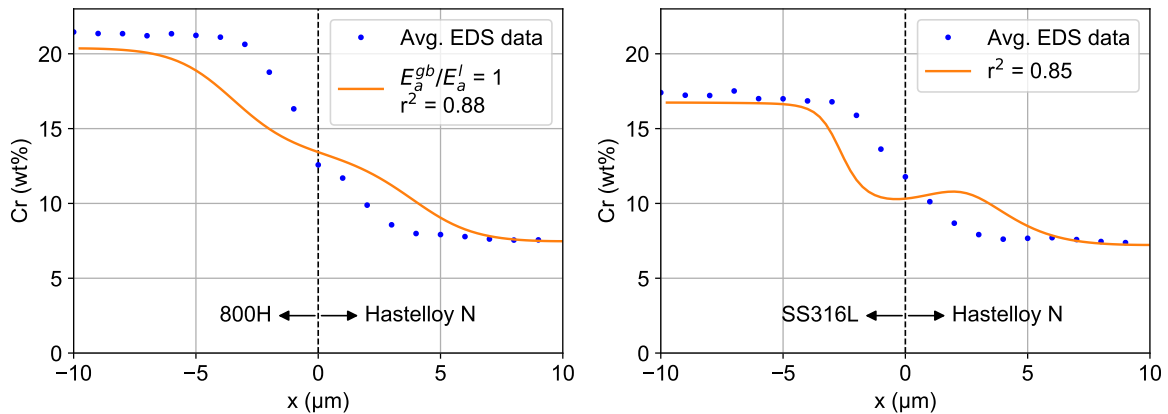 Avg. EDS data
E_a^{gb}/E_a^l = 1
r² = 0.88
Cr (wt%)
20
15
10
5
0
800H
Hastelloy N
−10
−5
0
5
10
x (μm)
Avg. EDS data
r² = 0.85
Cr (wt%)
20
15
10
5
0
SS316L
Hastelloy N
−10
−5
0
5
10
x (μm)